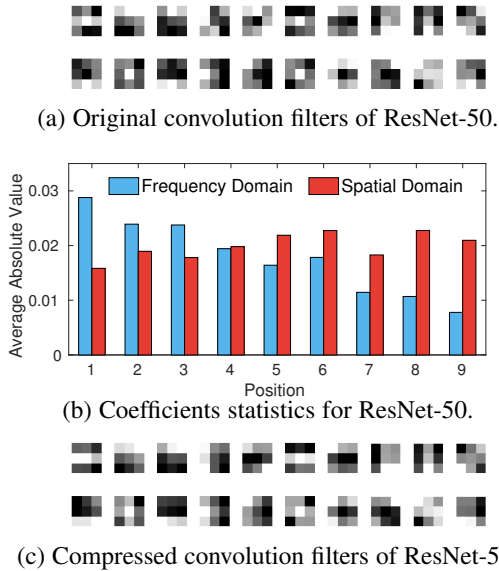 (a) Original convolution filters of ResNet-50.
Average Absolute Value
0.03
0.02
0.01
0
Frequency Domain
Spatial Domain
1 2 3 4 5 6 7 8 9
Position
(b) Coefficients statistics for ResNet-50.
(c) Compressed convolution filters of ResNet-5